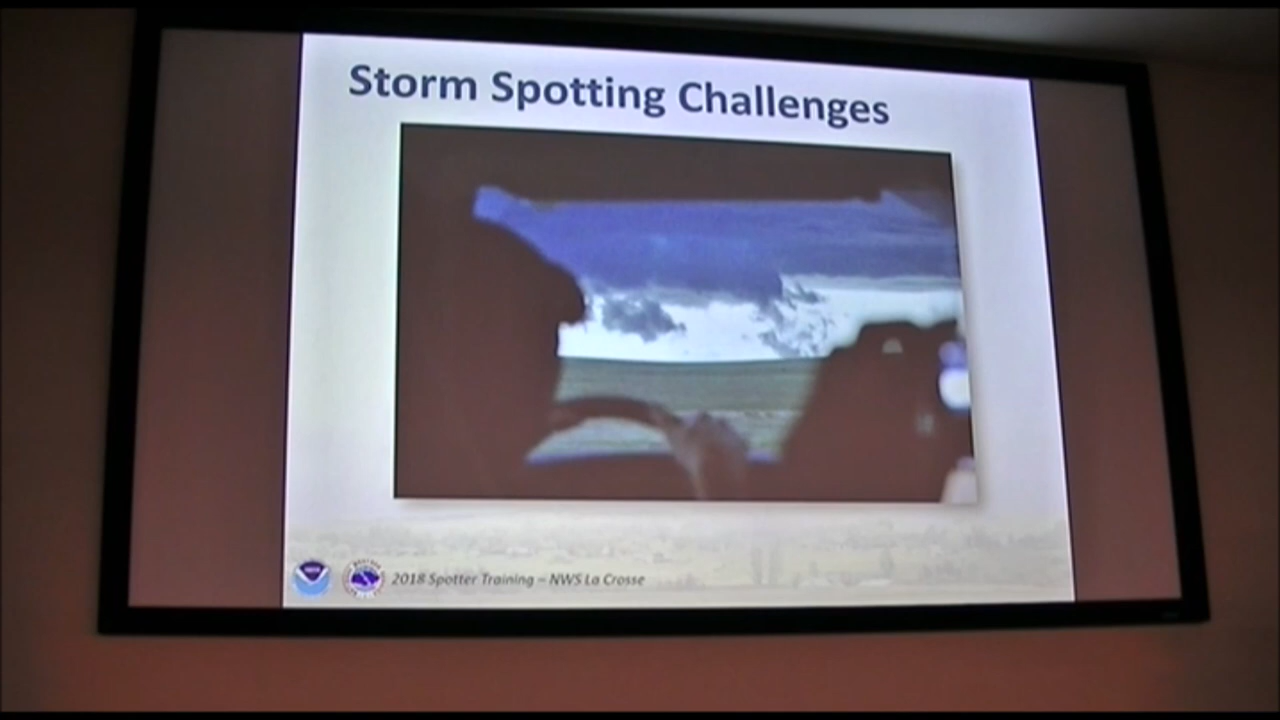 Storm Spotting Challenges
2018 Spotter Training – NWS La Crosse